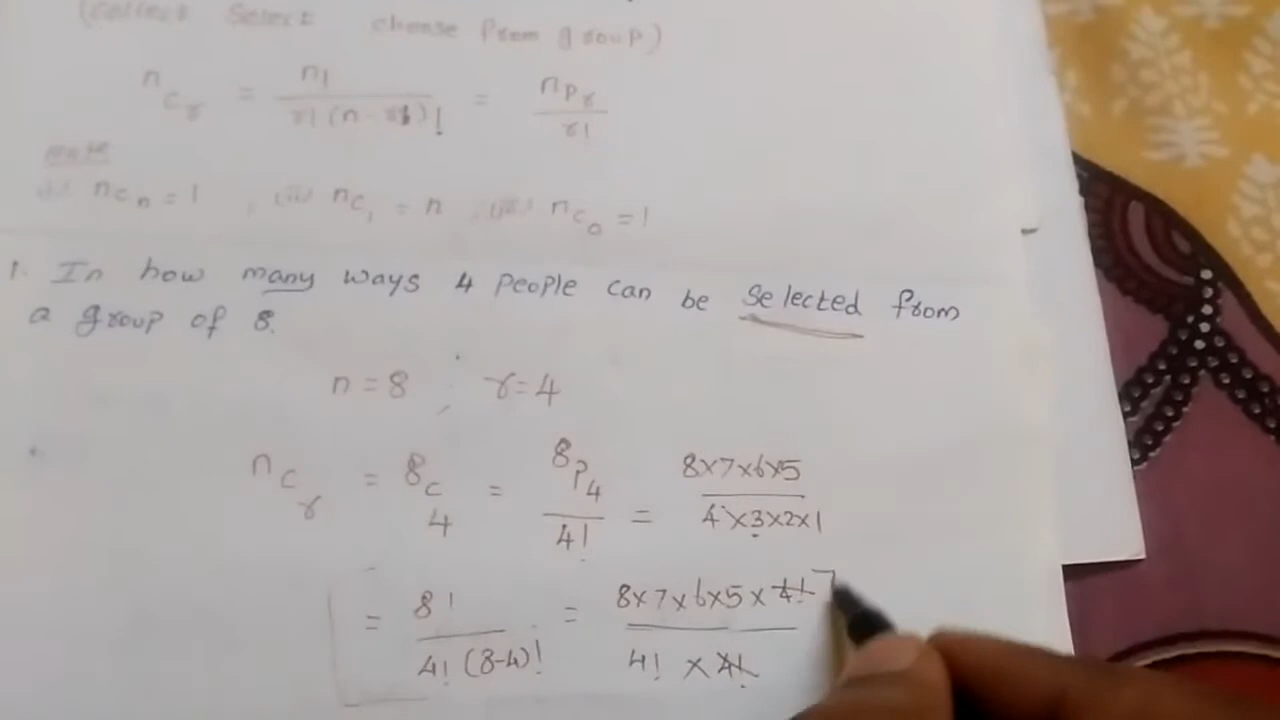 (collect select choose from group)
nCr = n! / r!(n-r)! = nPr / r!
note
(i) nCn = 1, (ii) nC1 = n, (iii) nC0 = 1
1. In how many ways 4 people can be selected from
a group of 8.
n = 8, r = 4
nCr = 8C4 = 8P4 / 4! = 8×7×6×5 / 4×3×2×1
[= 8! / 4!(8-4)! = 8×7×6×5×4! / 4!×4!]